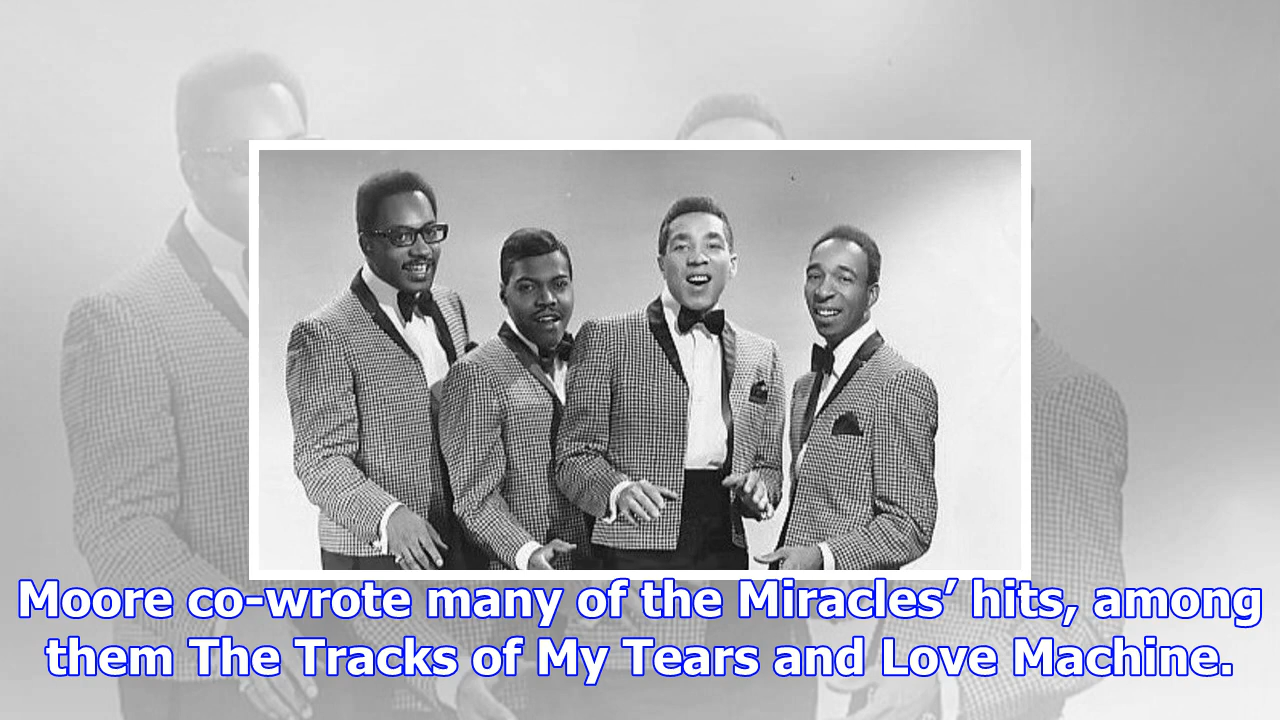 Moore co-wrote many of the Miracles’ hits, among
them The Tracks of My Tears and Love Machine.